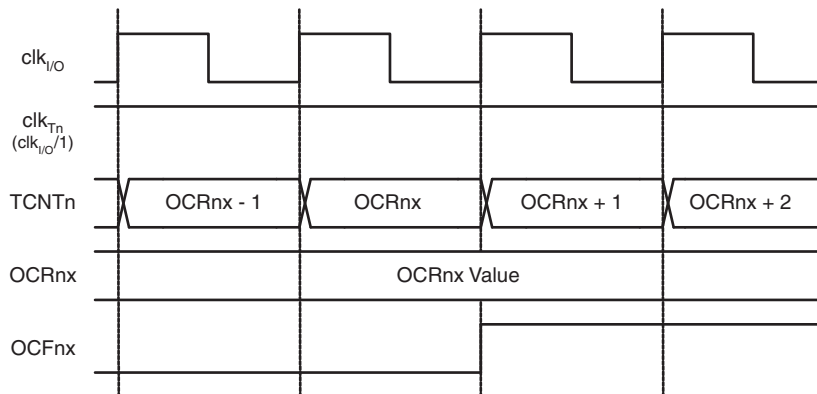 clkI/O
clkTn
(clkI/O/1)
TCNTn
OCRnx - 1
OCRnx
OCRnx + 1
OCRnx + 2
OCRnx
OCRnx Value
OCFnx